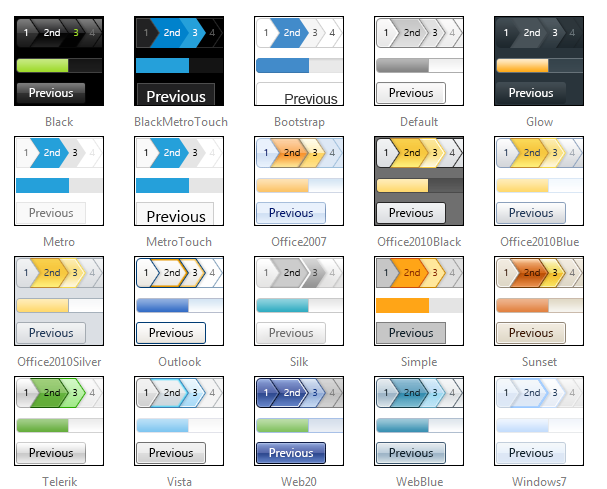 1 2nd 3 4 1 2nd 3 4 1 2nd 3 4 1 2nd 3 4 1 2nd 3 4
Previous Previous Previous Previous Previous
Black BlackMetroTouch Bootstrap Default Glow
1 2nd 3 4 1 2nd 3 4 1 2nd 3 4 1 2nd 3 4 1 2nd 3 4
Previous Previous Previous Previous Previous
Metro MetroTouch Office2007 Office2010Black Office2010Blue
1 2nd 3 4 1 2nd 3 4 1 2nd 3 4 1 2nd 3 4 1 2nd 3 4
Previous Previous Previous Previous Previous
Office2010Silver Outlook Silk Simple Sunset
1 2nd 3 4 1 2nd 3 4 1 2nd 3 4 1 2nd 3 4 1 2nd 3 4
Previous Previous Previous Previous Previous
Telerik Vista Web20 WebBlue Windows7